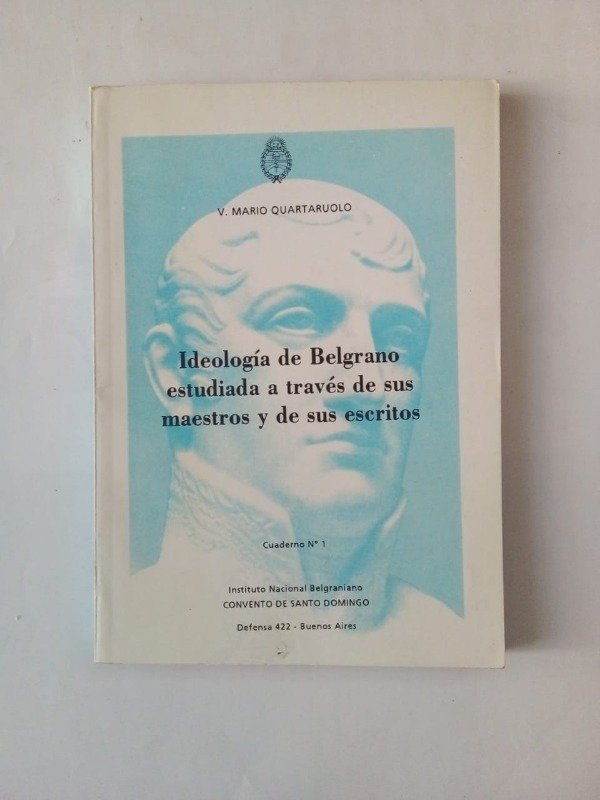 V. MARIO QUARTARUOLO
Ideología de Belgrano
estudiada a través de sus
maestros y de sus escritos
Cuaderno N° 1
Instituto Nacional Belgraniano
CONVENTO DE SANTO DOMINGO
Defensa 422 - Buenos Aires